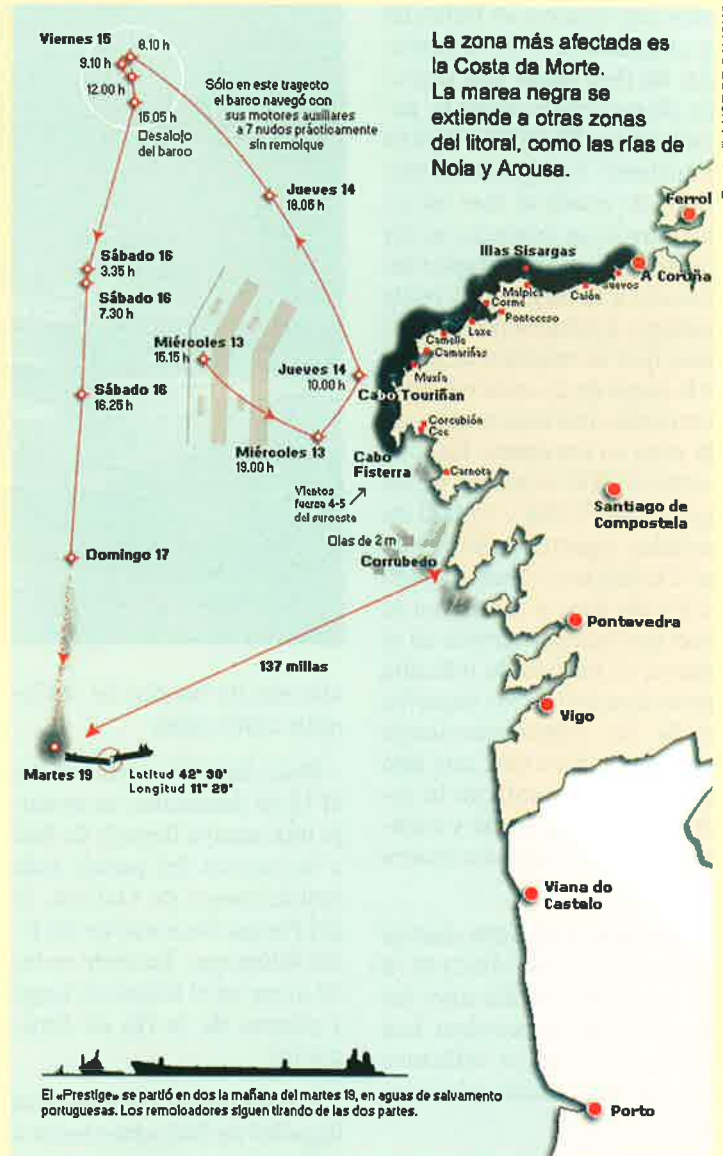 Viernes 15
8.10 h
9.10 h
12.00 h
15.05 h
Desalojo
del barco
Sólo en este trayecto
el barco navegó con
sus motores auxiliares
a 7 nudos prácticamente
sin remolque
La zona más afectada es
la Costa da Morte.
La marea negra se
extiende a otras zonas
del litoral, como las rías de
Noia y Arousa.
Jueves 14
18.05 h
Ferrol
Illas Sisargas
A Coruña
Suevos
Caión
Malpica
Corme
Ponteceso
Laxe
Camelle
Camariñas
Muxía
Sábado 16
3.35 h
Sábado 16
7.30 h
Miércoles 13
15.15 h
Jueves 14
10.00 h
Sábado 16
16.25 h
Cabo Touriñan
Miércoles 13
19.00 h
Corcubión
Cee
Cabo
Fisterra
Carnota
Vientos
fuerza 4-5
del suroeste
Santiago de
Compostela
Olas de 2 m
Corrubedo
Domingo 17
Pontevedra
137 millas
Vigo
Martes 19
Latitud 42° 30'
Longitud 11° 28'
Viana do
Castelo
El «Prestige» se partió en dos la mañana del martes 19, en aguas de salvamento
portuguesas. Los remolcadores siguen tirando de las dos partes.
Porto